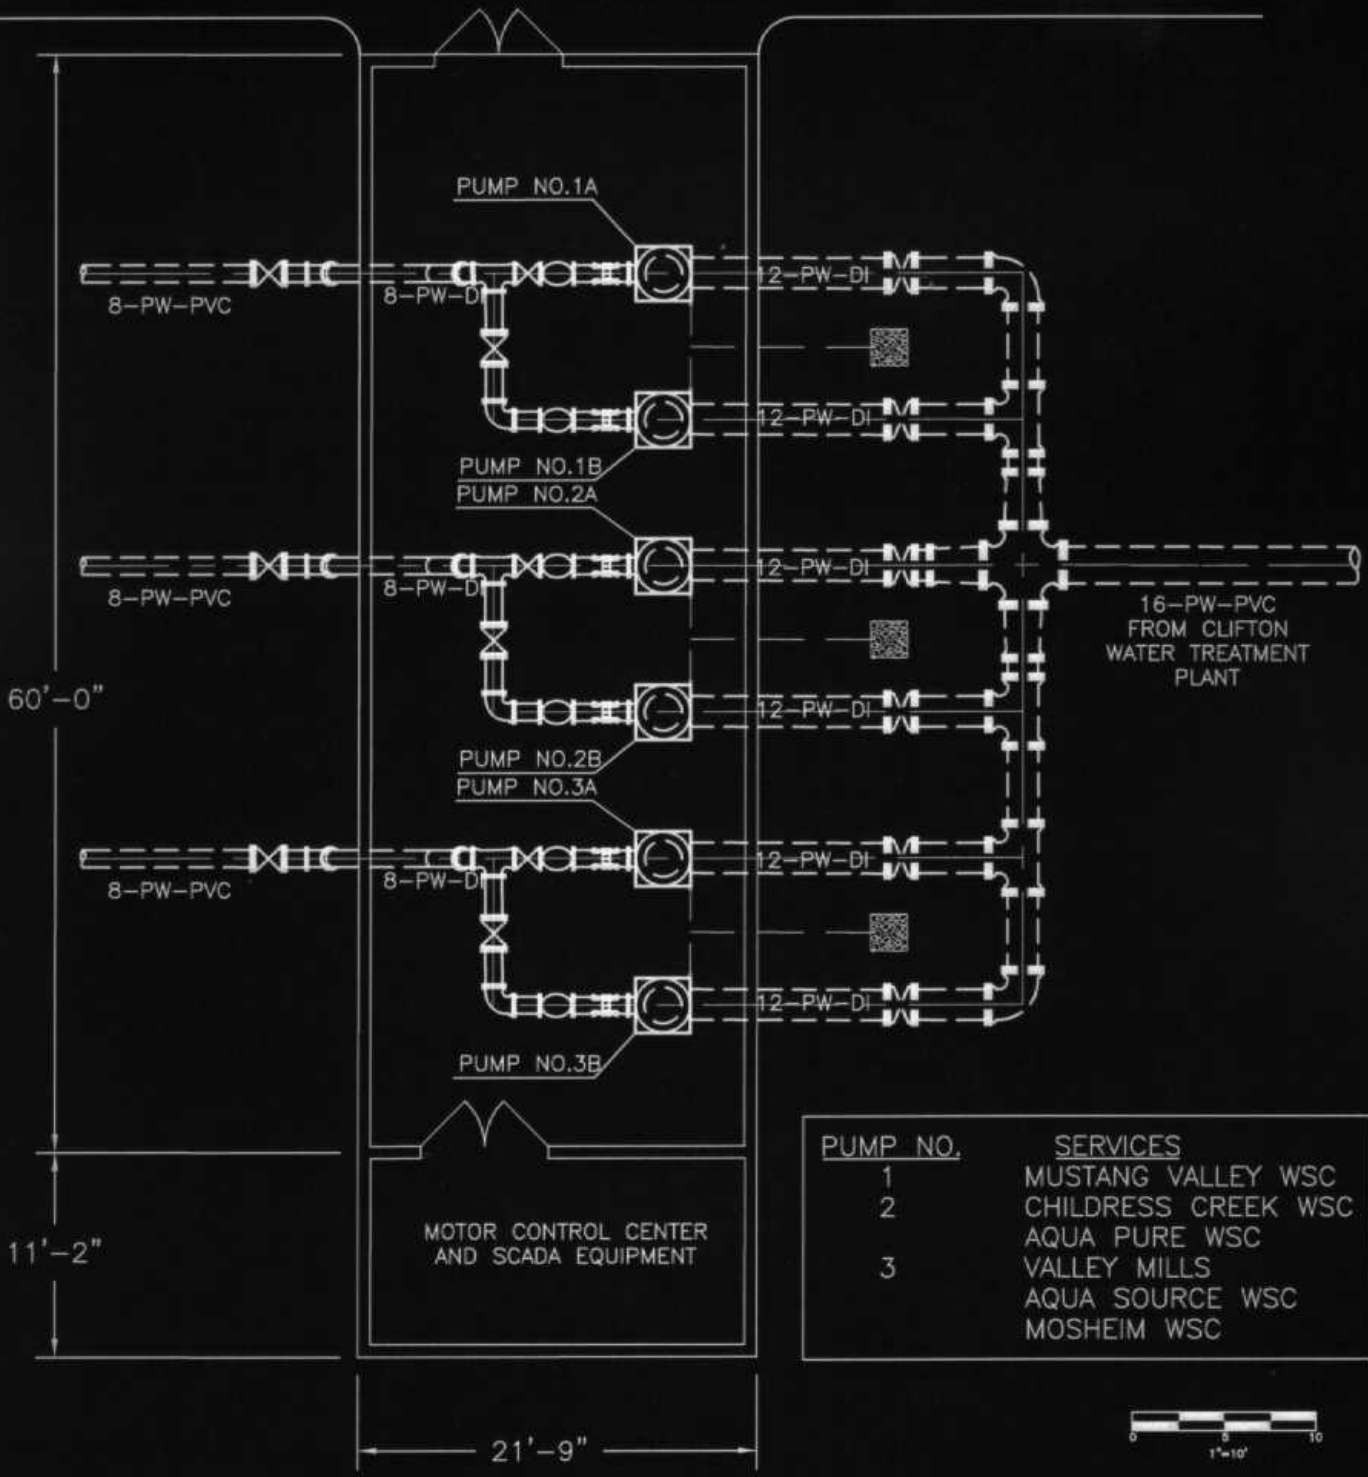 PUMP NO.1A
8-PW-PVC
8-PW-DI
12-PW-DI
12-PW-DI
PUMP NO.1B
PUMP NO.2A
8-PW-PVC
8-PW-DI
12-PW-DI
16-PW-PVC
FROM CLIFTON
WATER TREATMENT
PLANT
60'-0"
12-PW-DI
PUMP NO.2B
PUMP NO.3A
8-PW-PVC
8-PW-DI
12-PW-DI
12-PW-DI
PUMP NO.3B
11'-2"
MOTOR CONTROL CENTER
AND SCADA EQUIPMENT
PUMP NO. SERVICES
1 MUSTANG VALLEY WSC
2 CHILDRESS CREEK WSC
AQUA PURE WSC
3 VALLEY MILLS
AQUA SOURCE WSC
MOSHEIM WSC
21'-9"
0 5 10
1"=10'